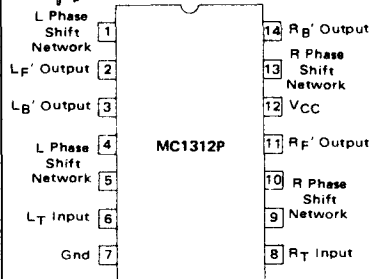 L Phase
Shift
Network
1
LF' Output 2
LB' Output 3
L Phase
Shift
Network
4
5
LT Input 6
Gnd 7
MC1312P
14 RB' Output
13
R Phase
Shift
Network
12 VCC
11 RF' Output
10
R Phase
Shift
Network
9
8 RT Input